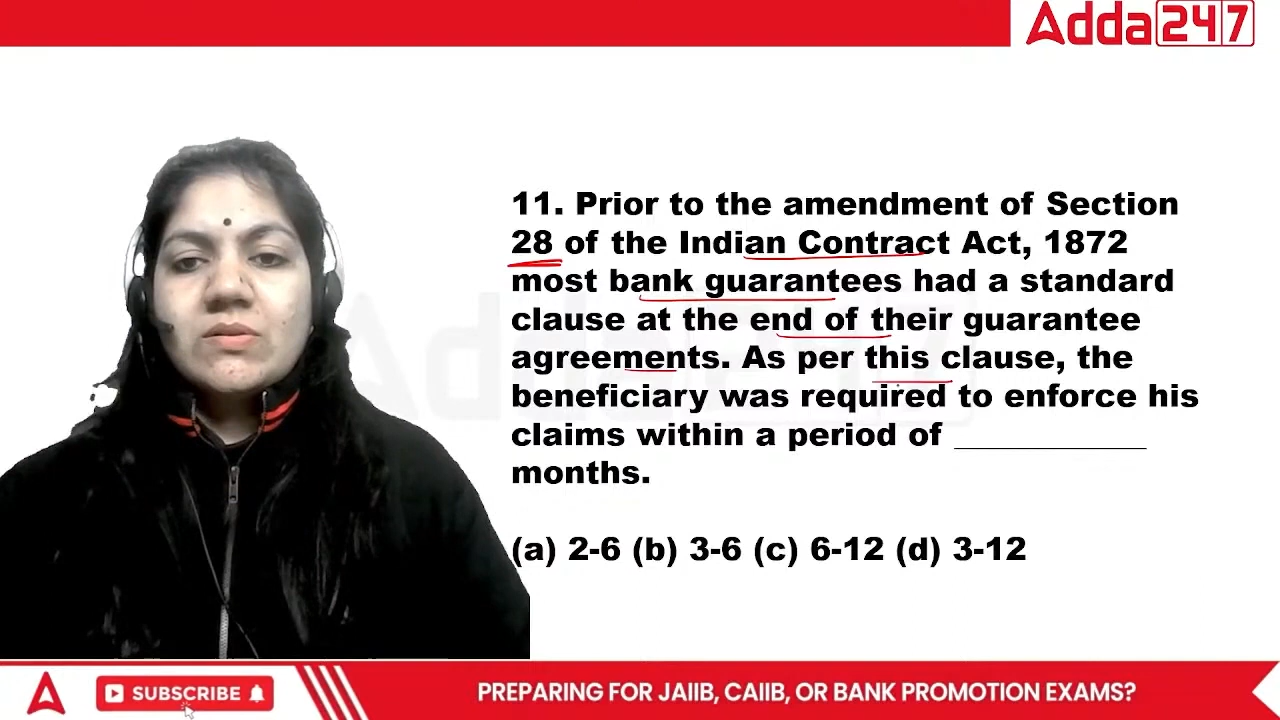 Adda247
11. Prior to the amendment of Section
28 of the Indian Contract Act, 1872
most bank guarantees had a standard
clause at the end of their guarantee
agreements. As per this clause, the
beneficiary was required to enforce his
claims within a period of ____________
months.
(a) 2-6 (b) 3-6 (c) 6-12 (d) 3-12
SUBSCRIBE
PREPARING FOR JAIIB, CAIIB, OR BANK PROMOTION EXAMS?